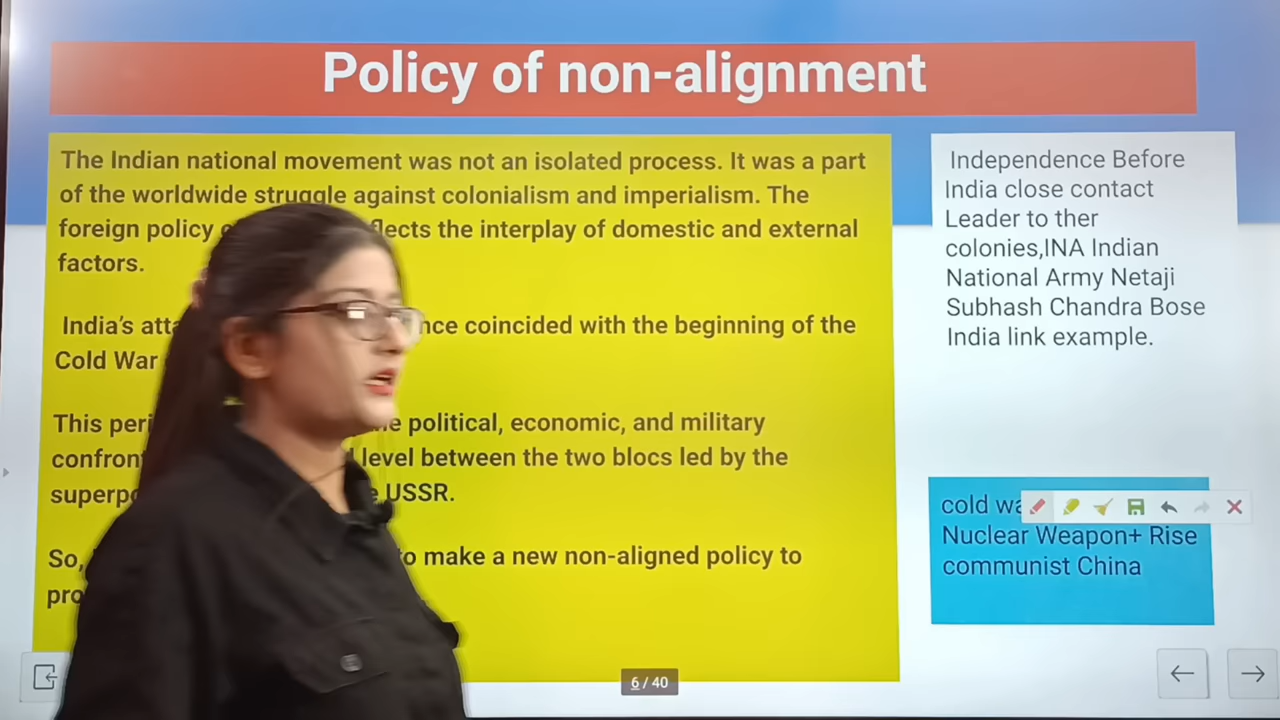 Policy of non-alignment
The Indian national movement was not an isolated process. It was a part
of the worldwide struggle against colonialism and imperialism. The
foreign policy flects the interplay of domestic and external
factors.
India's atta nce coincided with the beginning of the
Cold War
This peri e political, economic, and military
confron level between the two blocs led by the
superpo e USSR.
So, o make a new non-aligned policy to
pro
Independence Before
India close contact
Leader to ther
colonies,INA Indian
National Army Netaji
Subhash Chandra Bose
India link example.
cold wa
Nuclear Weapon+ Rise
communist China
6 / 40